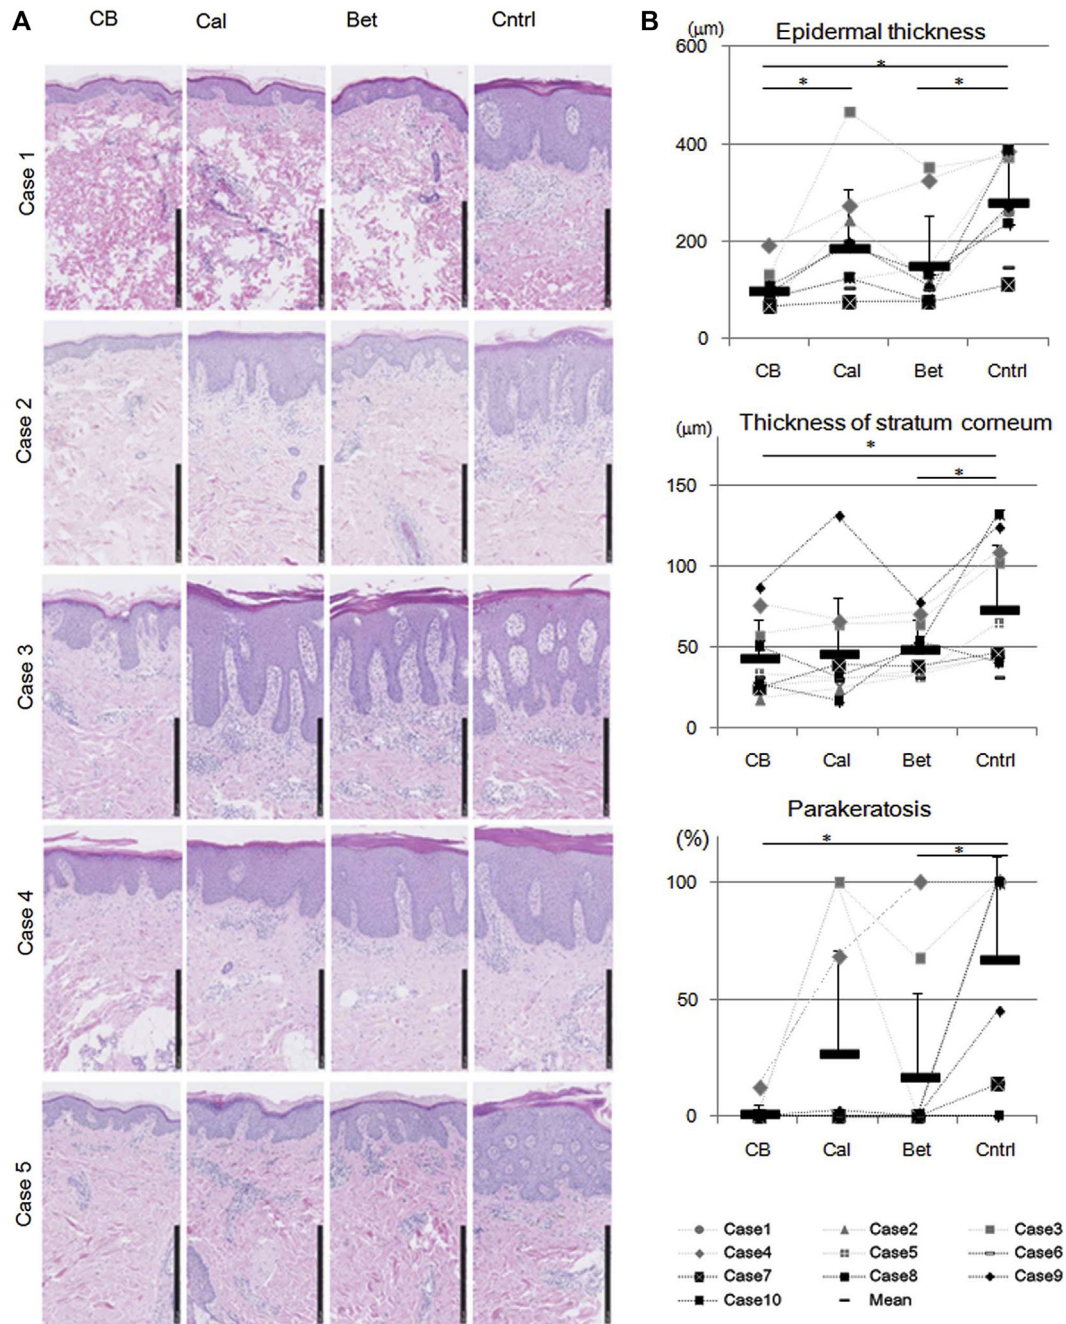 A
CB Cal Bet Cntrl
Case 1
Case 2
Case 3
Case 4
Case 5
B
(μm) Epidermal thickness
600
400
200
0
* * *
CB Cal Bet Cntrl
(μm) Thickness of stratum corneum
150
100
50
0
* *
CB Cal Bet Cntrl
Parakeratosis
(%)
100
50
0
* *
CB Cal Bet Cntrl
Case1 Case2 Case3
Case4 Case5 Case6
Case7 Case8 Case9
Case10 Mean